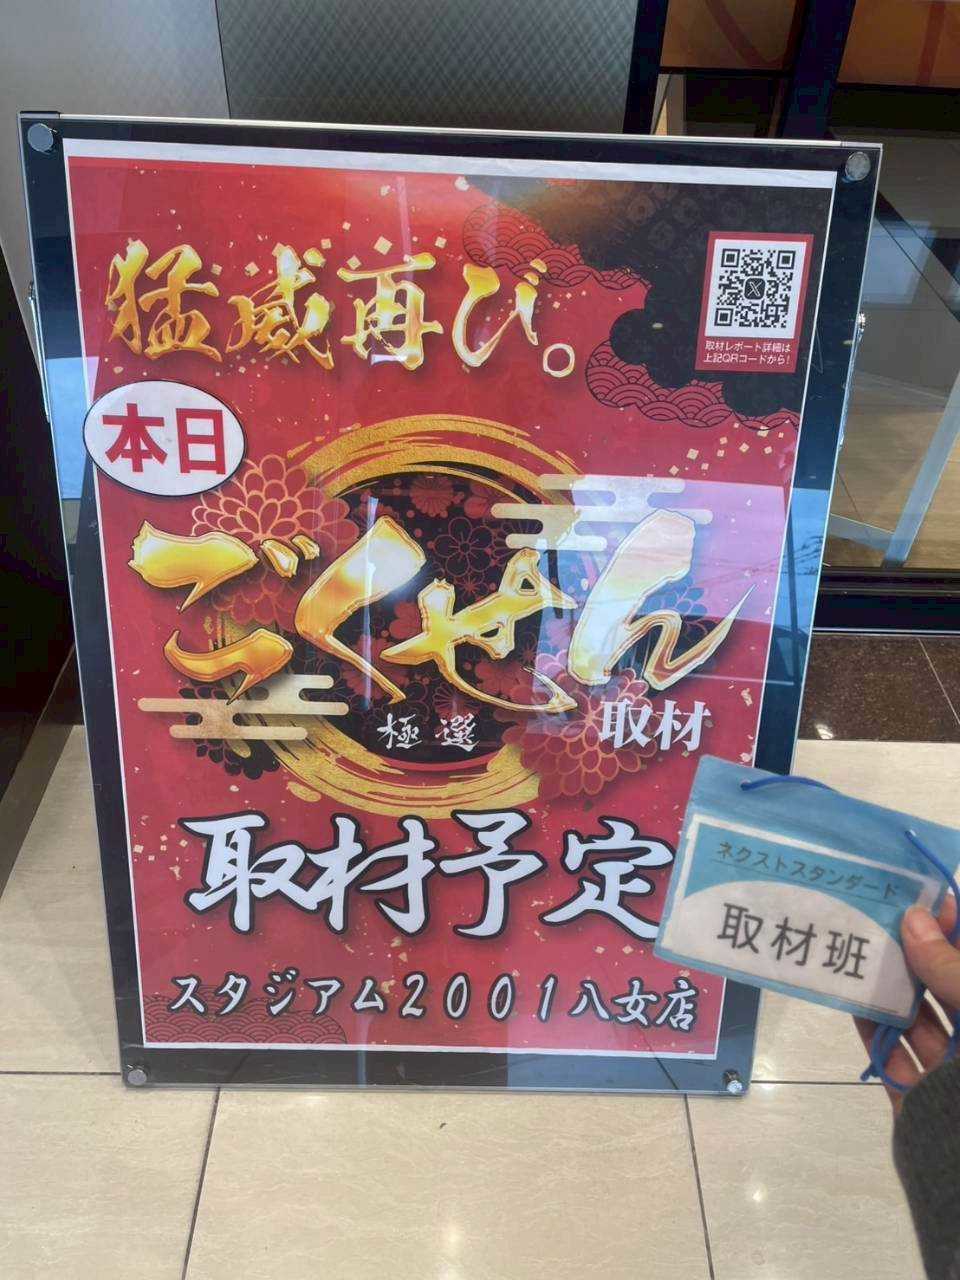 猛威再び。
取材レポート詳細は
上記QRコードから!
本日
ごくせん
極選
取材
取材予定
スタジアム2001八女店
ネクストスタンダード
取材班